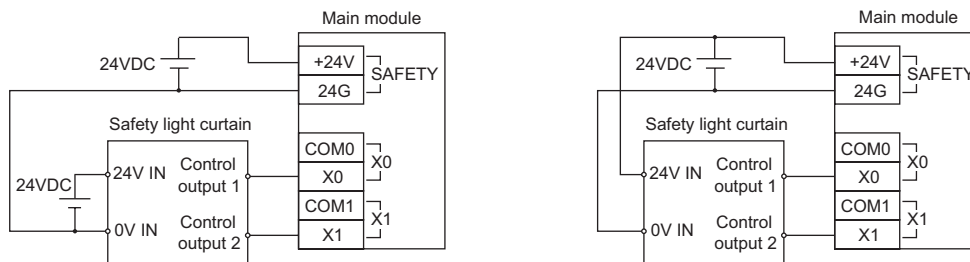 Main module
24VDC
+24V
SAFETY
24G
Safety light curtain
COM0
X0
24V IN
Control
output 1
X0
24VDC
COM1
X1
0V IN
Control
output 2
X1
Main module
24VDC
+24V
SAFETY
24G
Safety light curtain
COM0
X0
24V IN
Control
output 1
X0
COM1
X1
0V IN
Control
output 2
X1